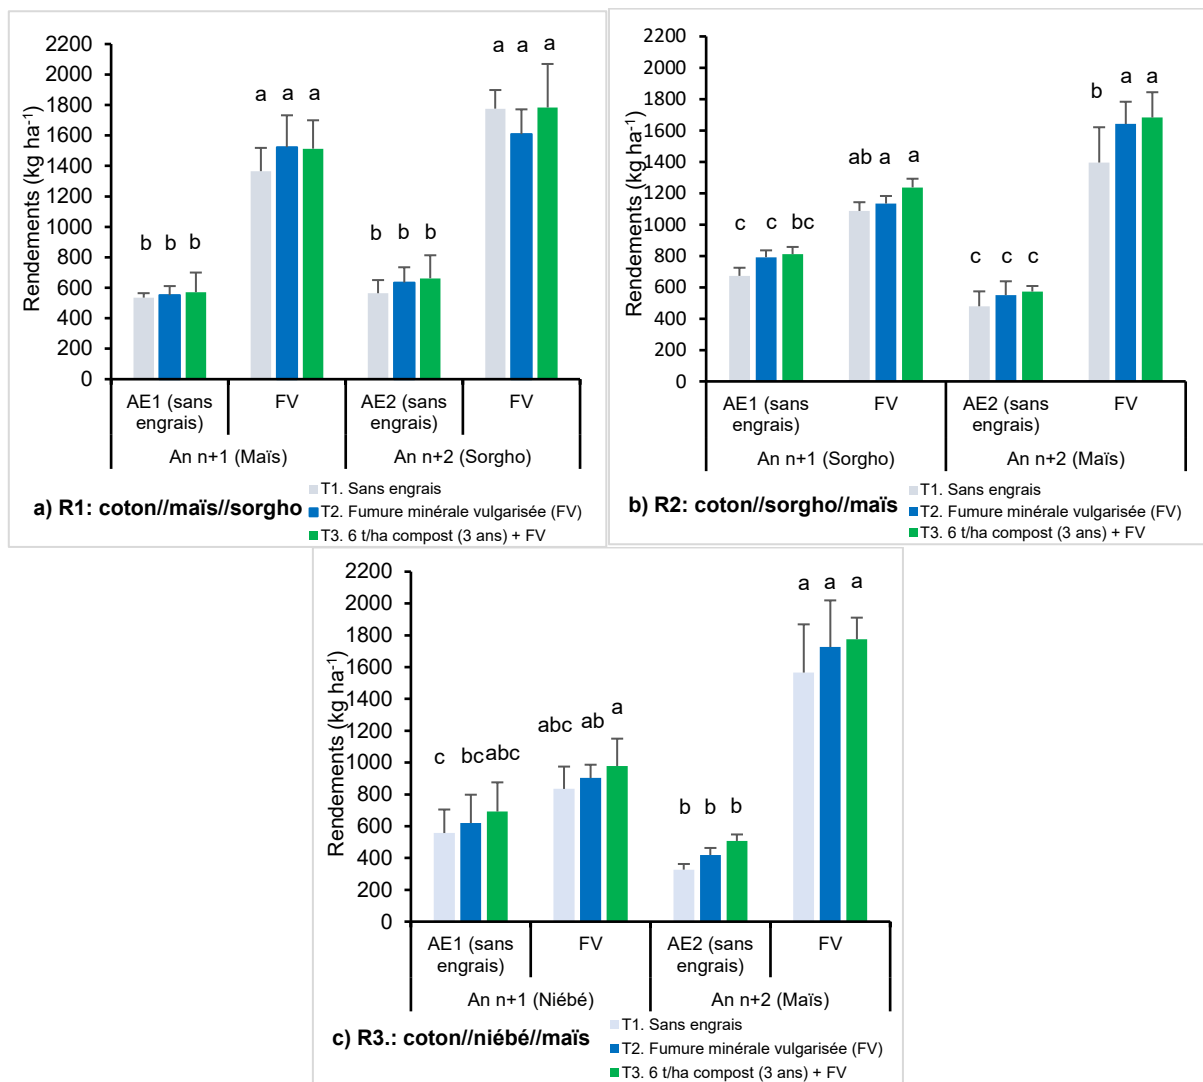 Rendements (kg ha⁻¹)
2200
2000
1800
1600
1400
1200
1000
800
600
400
200
0
a a a
a a a
b b b
b b b
AE1 (sans engrais)
FV
AE2 (sans engrais)
FV
An n+1 (Maïs)
An n+2 (Sorgho)
a) R1: coton//maïs//sorgho
T1. Sans engrais
T2. Fumure minérale vulgarisée (FV)
T3. 6 t/ha compost (3 ans) + FV
Rendements (kg ha⁻¹)
2200
2000
1800
1600
1400
1200
1000
800
600
400
200
0
b a a
ab a a
c c bc
c c c
AE1 (sans engrais)
FV
AE2 (sans engrais)
FV
An n+1 (Sorgho)
An n+2 (Maïs)
b) R2: coton//sorgho//maïs
T1. Sans engrais
T2. Fumure minérale vulgarisée (FV)
T3. 6 t/ha compost (3 ans) + FV
Rendements (kg ha⁻¹)
2200
2000
1800
1600
1400
1200
1000
800
600
400
200
0
a a a
abc ab a
c bc abc
b b b
AE1 (sans engrais)
FV
AE2 (sans engrais)
FV
An n+1 (Niébé)
An n+2 (Maïs)
c) R3.: coton//niébé//maïs
T1. Sans engrais
T2. Fumure minérale vulgarisée (FV)
T3. 6 t/ha compost (3 ans) + FV